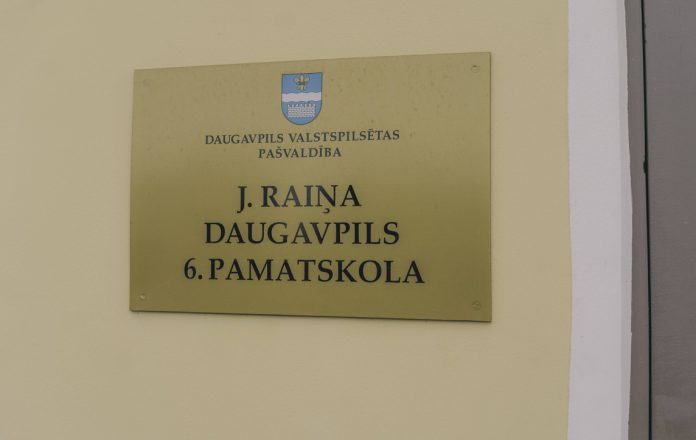 DAUGAVPILS VALSTSPILSĒTAS
PAŠVALDĪBA
J. RAIŅA
DAUGAVPILS
6. PAMATSKOLA